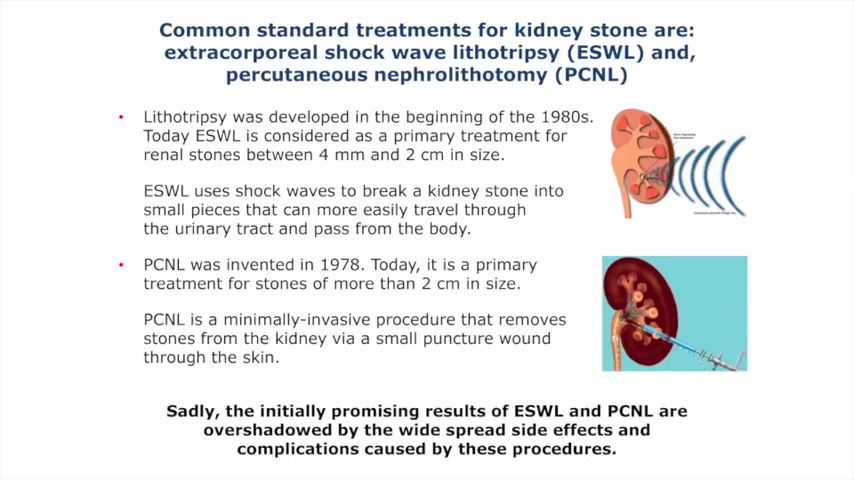 Common standard treatments for kidney stone are:
extracorporeal shock wave lithotripsy (ESWL) and,
percutaneous nephrolithotomy (PCNL)
• Lithotripsy was developed in the beginning of the 1980s.
Today ESWL is considered as a primary treatment for
renal stones between 4 mm and 2 cm in size.
ESWL uses shock waves to break a kidney stone into
small pieces that can more easily travel through
the urinary tract and pass from the body.
• PCNL was invented in 1978. Today, it is a primary
treatment for stones of more than 2 cm in size.
PCNL is a minimally-invasive procedure that removes
stones from the kidney via a small puncture wound
through the skin.
Sadly, the initially promising results of ESWL and PCNL are
overshadowed by the wide spread side effects and
complications caused by these procedures.